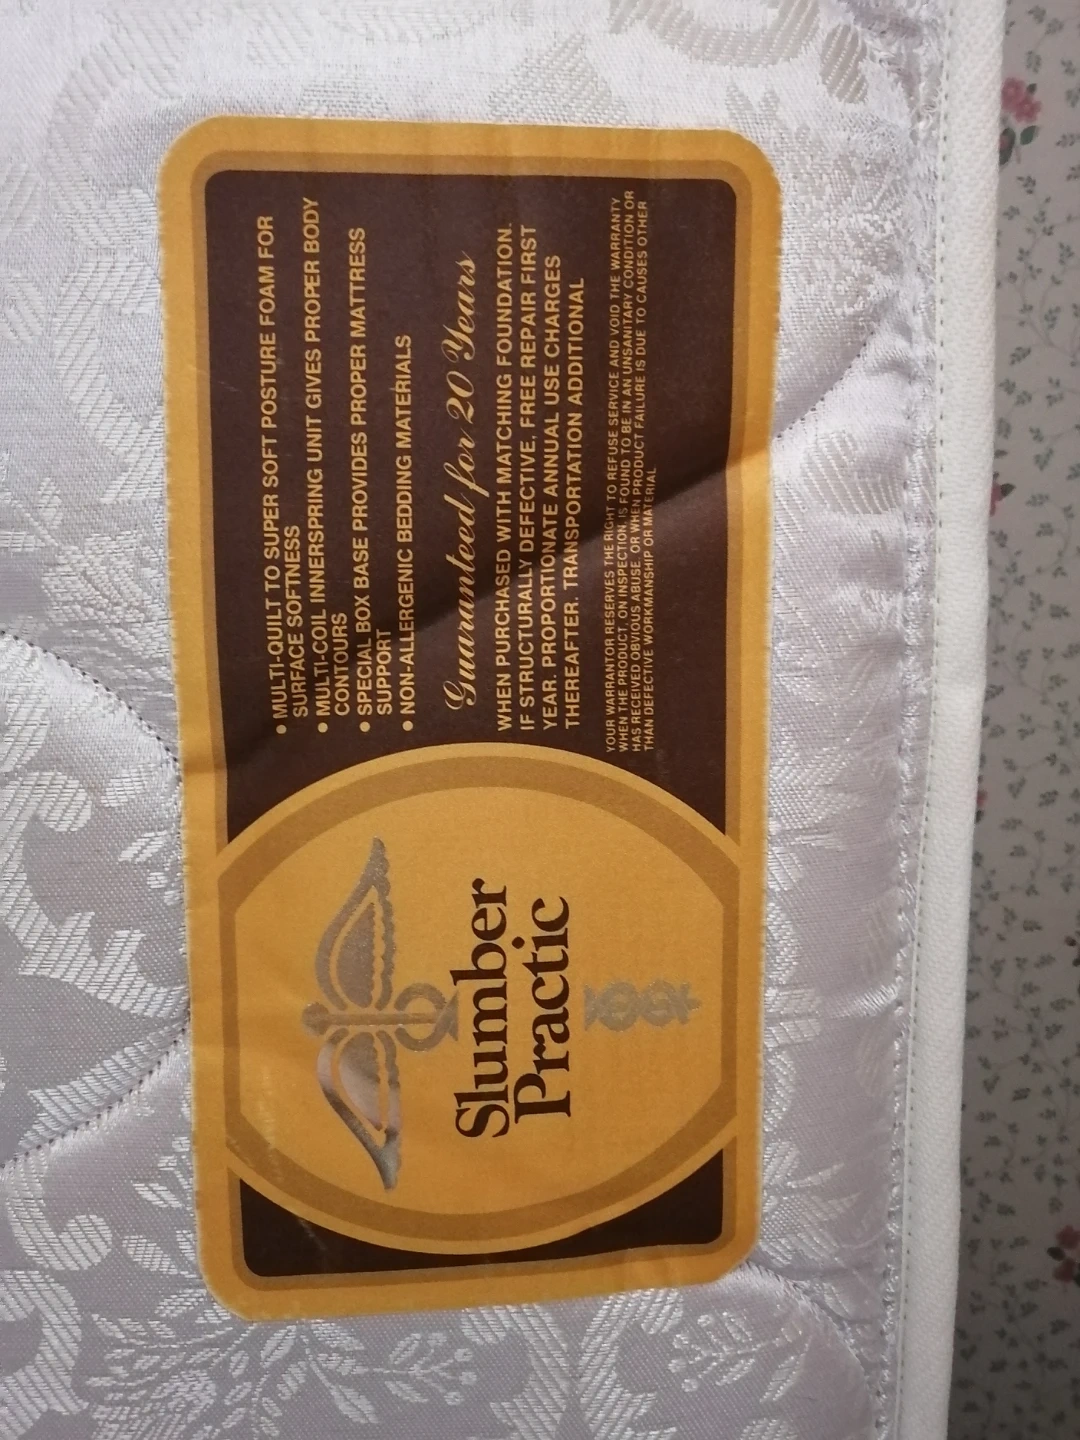 Slumber
Practic
• MULTI-QUILT TO SUPER SOFT POSTURE FOAM FOR
SURFACE SOFTNESS
• MULTI-COIL INNERSPRING UNIT GIVES PROPER BODY
CONTOURS
• SPECIAL BOX BASE PROVIDES PROPER MATTRESS
SUPPORT
• NON-ALLERGENIC BEDDING MATERIALS
Guaranteed for 20 Years
WHEN PURCHASED WITH MATCHING FOUNDATION.
IF STRUCTURALLY DEFECTIVE, FREE REPAIR FIRST
YEAR. PROPORTIONATE ANNUAL USE CHARGES
THEREAFTER. TRANSPORTATION ADDITIONAL
YOUR WARRANTOR RESERVES THE RIGHT TO REFUSE SERVICE AND VOID THE WARRANTY
WHEN THE PRODUCT, ON INSPECTION, IS FOUND TO BE IN AN UNSANITARY CONDITION OR
HAS RECEIVED OBVIOUS ABUSE, OR WHEN PRODUCT FAILURE IS DUE TO CAUSES OTHER
THAN DEFECTIVE WORKMANSHIP OR MATERIAL.